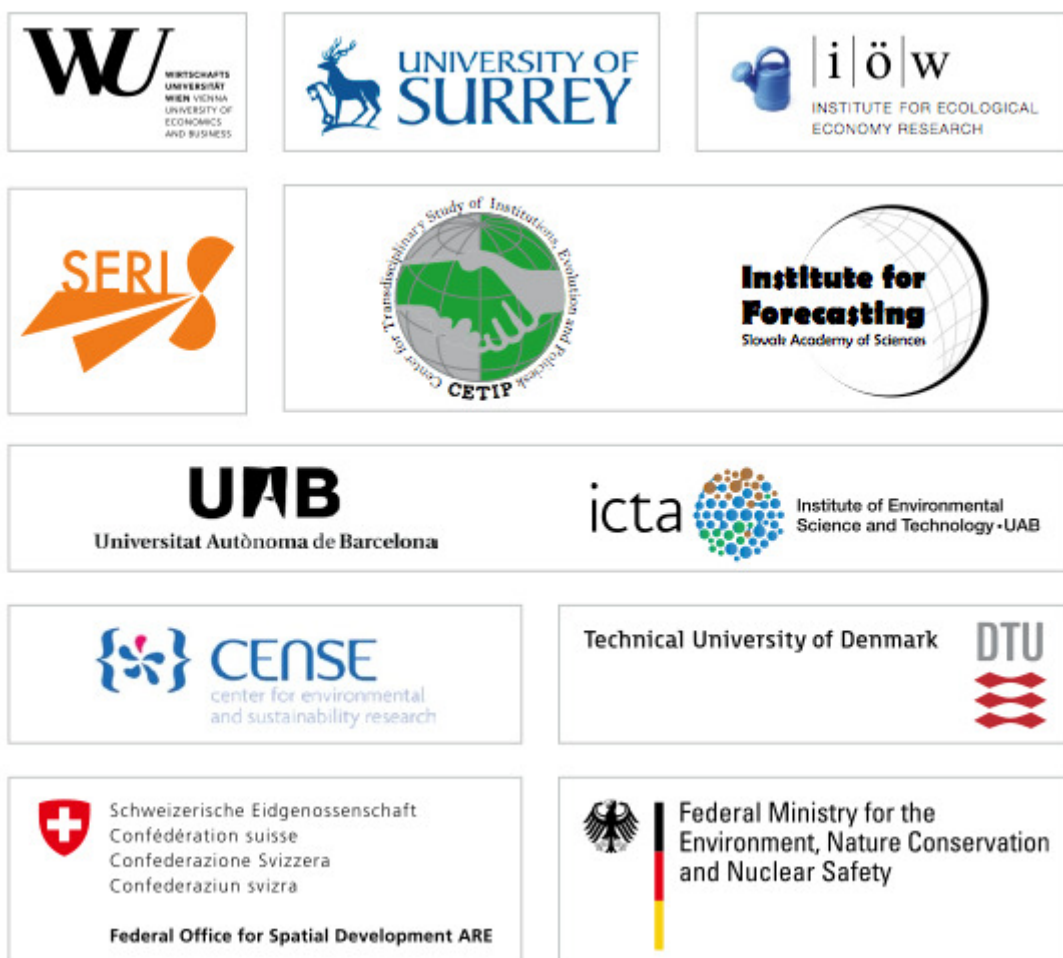 WU
WIRTSCHAFTS
UNIVERSITÄT
WIEN VIENNA
UNIVERSITY OF
ECONOMICS
AND BUSINESS
UNIVERSITY OF
SURREY
|i|ö|w
INSTITUTE FOR ECOLOGICAL
ECONOMY RESEARCH
SERI
Center for Transdisciplinary Study of Institutions, Evolution and Policiesk
CETIP
Institute for
Forecasting
Slovak Academy of Sciences
UAB
Universitat Autònoma de Barcelona
icta
Institute of Environmental
Science and Technology·UAB
CENSE
center for environmental
and sustainability research
Technical University of Denmark
DTU
Schweizerische Eidgenossenschaft
Confédération suisse
Confederazione Svizzera
Confederaziun svizra
Federal Office for Spatial Development ARE
Federal Ministry for the
Environment, Nature Conservation
and Nuclear Safety